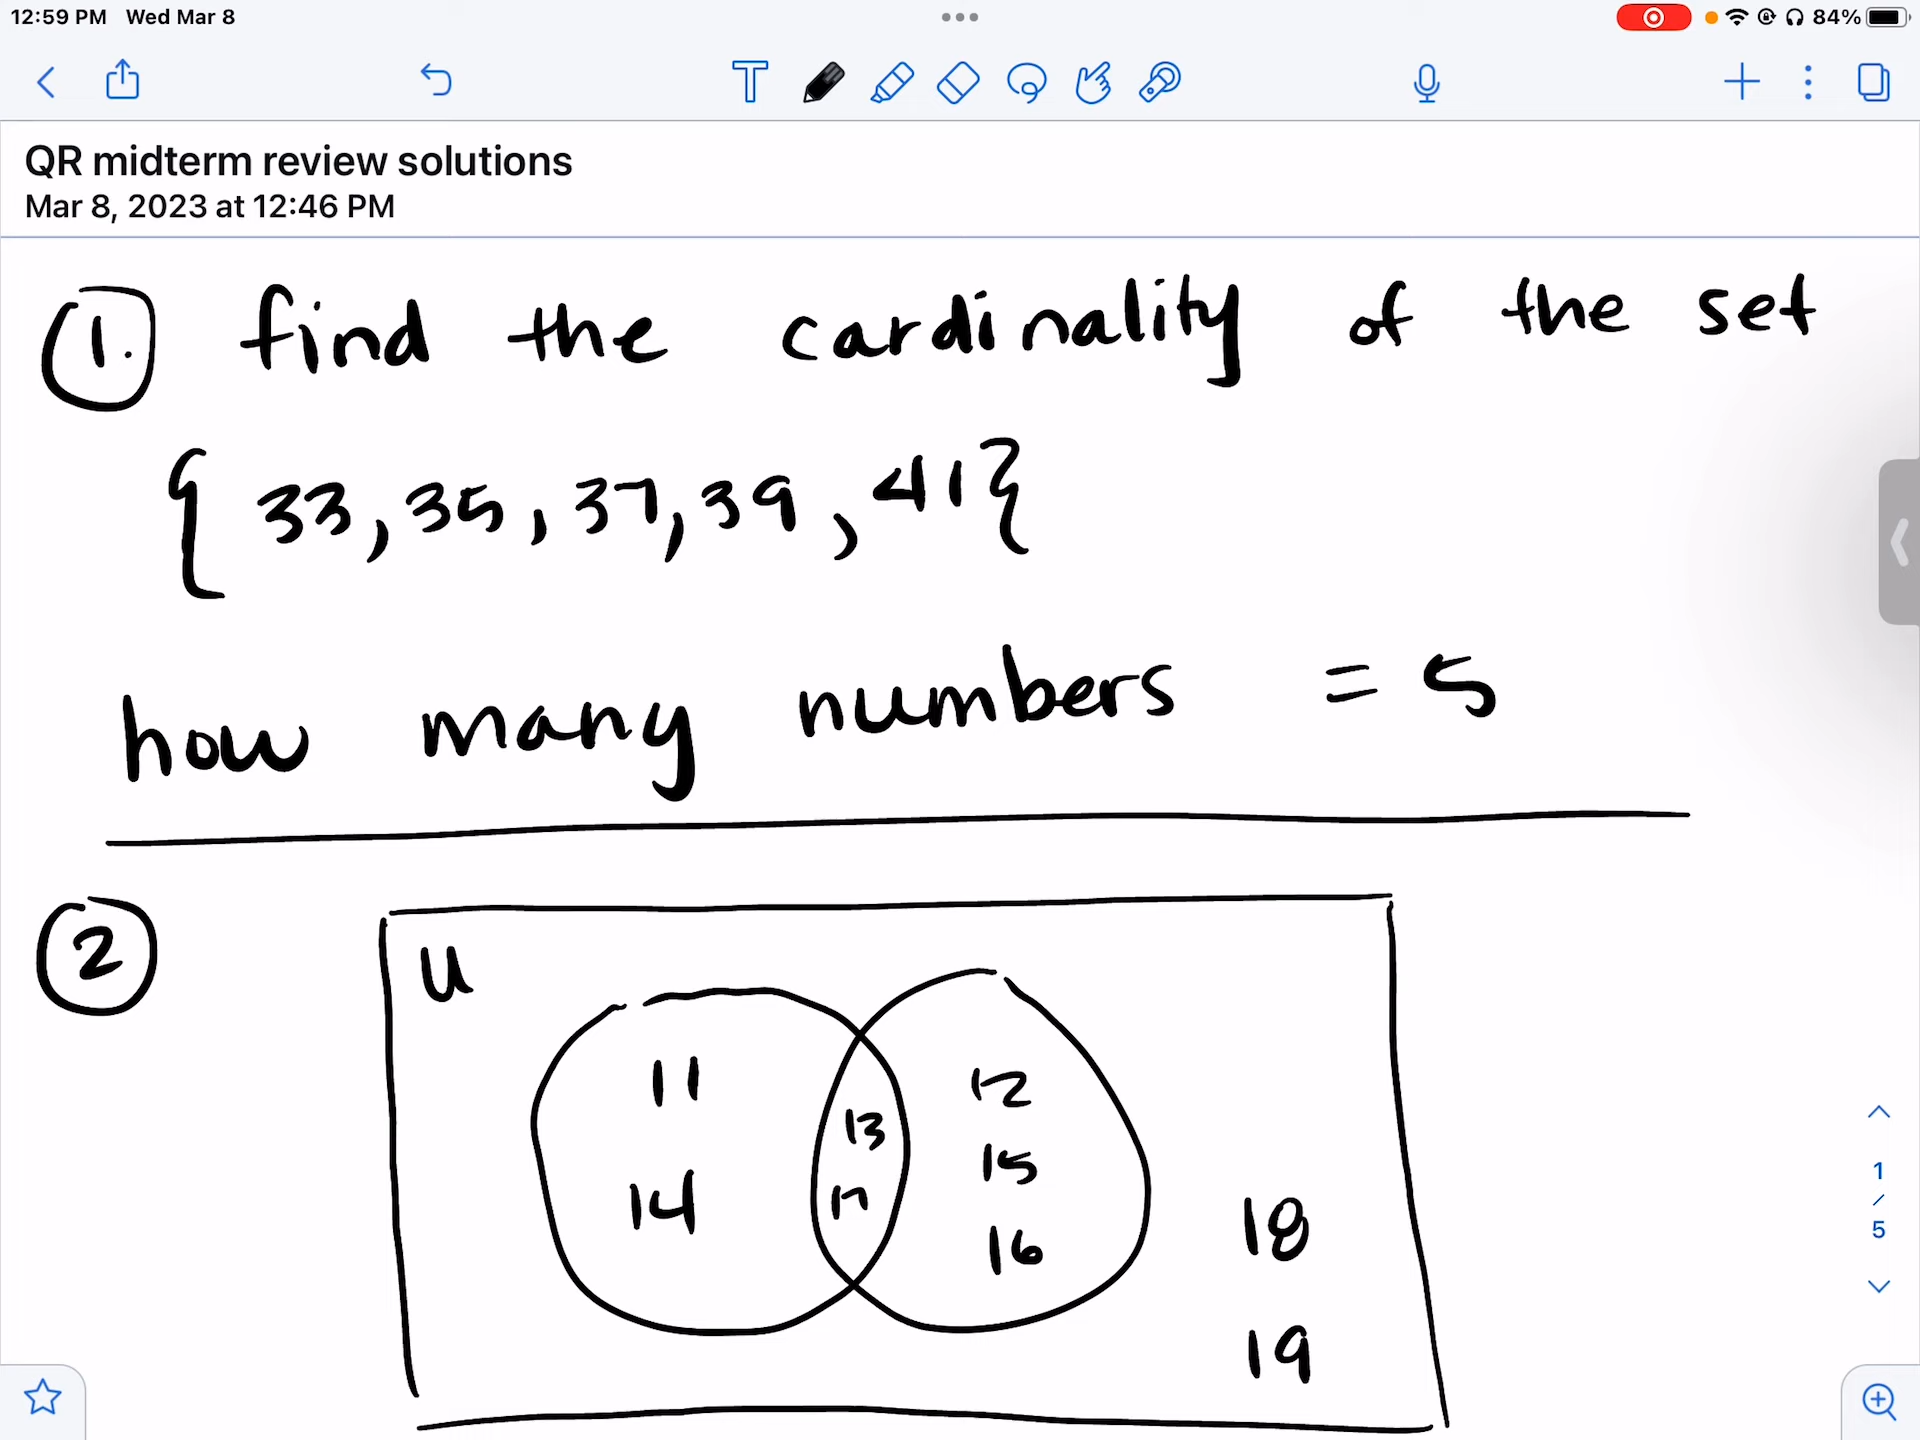 12:59 PM Wed Mar 8
84%
QR midterm review solutions
Mar 8, 2023 at 12:46 PM
1. find the cardinality of the set
{ 33, 35, 37, 39, 41 }
how many numbers = 5
2
U
11 13 12
14 17 15
16
18
19
1
/
5